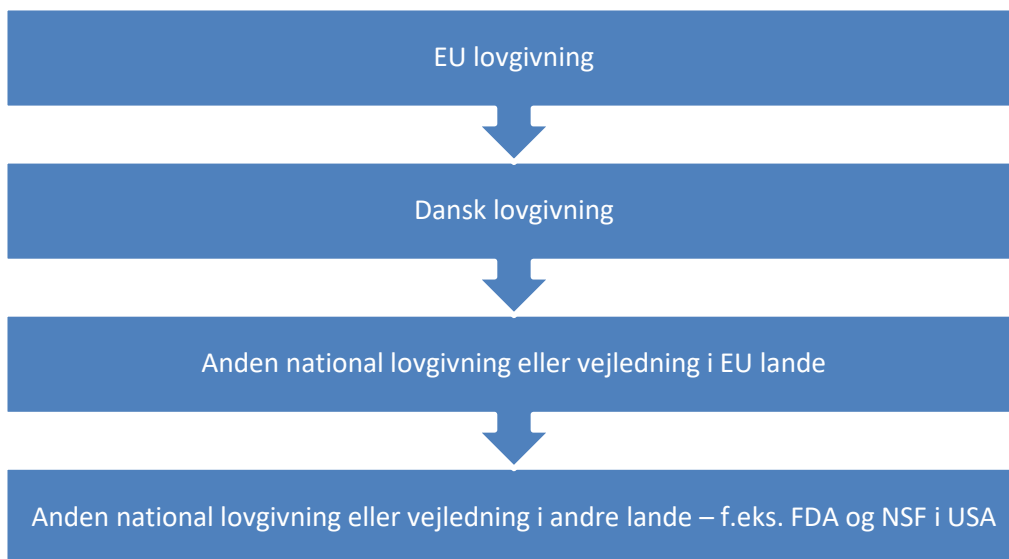 EU lovgivning
Dansk lovgivning
Anden national lovgivning eller vejledning i EU lande
Anden national lovgivning eller vejledning i andre lande – f.eks. FDA og NSF i USA